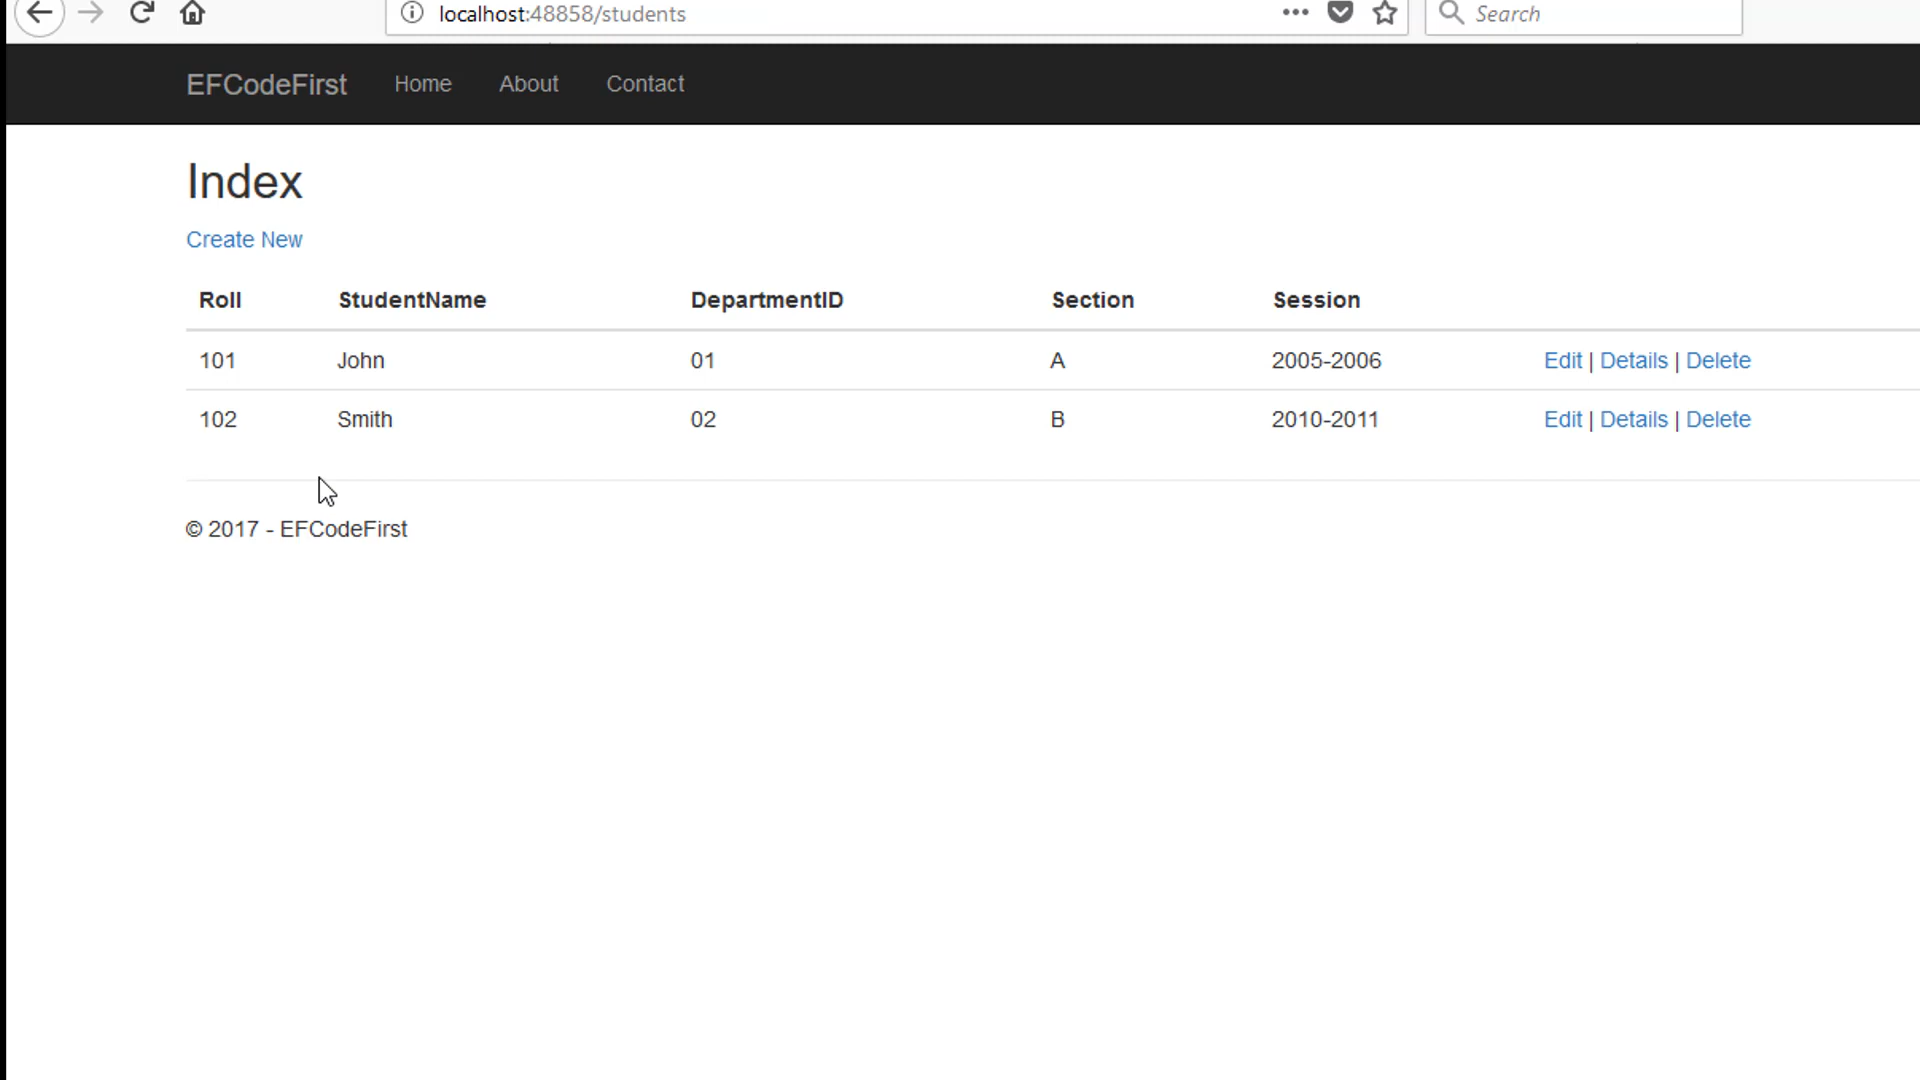 localhost:48858/students Search
EFCodeFirst Home About Contact
Index
Create New
Roll StudentName DepartmentID Section Session
101 John 01 A 2005-2006 Edit | Details | Delete
102 Smith 02 B 2010-2011 Edit | Details | Delete
© 2017 - EFCodeFirst